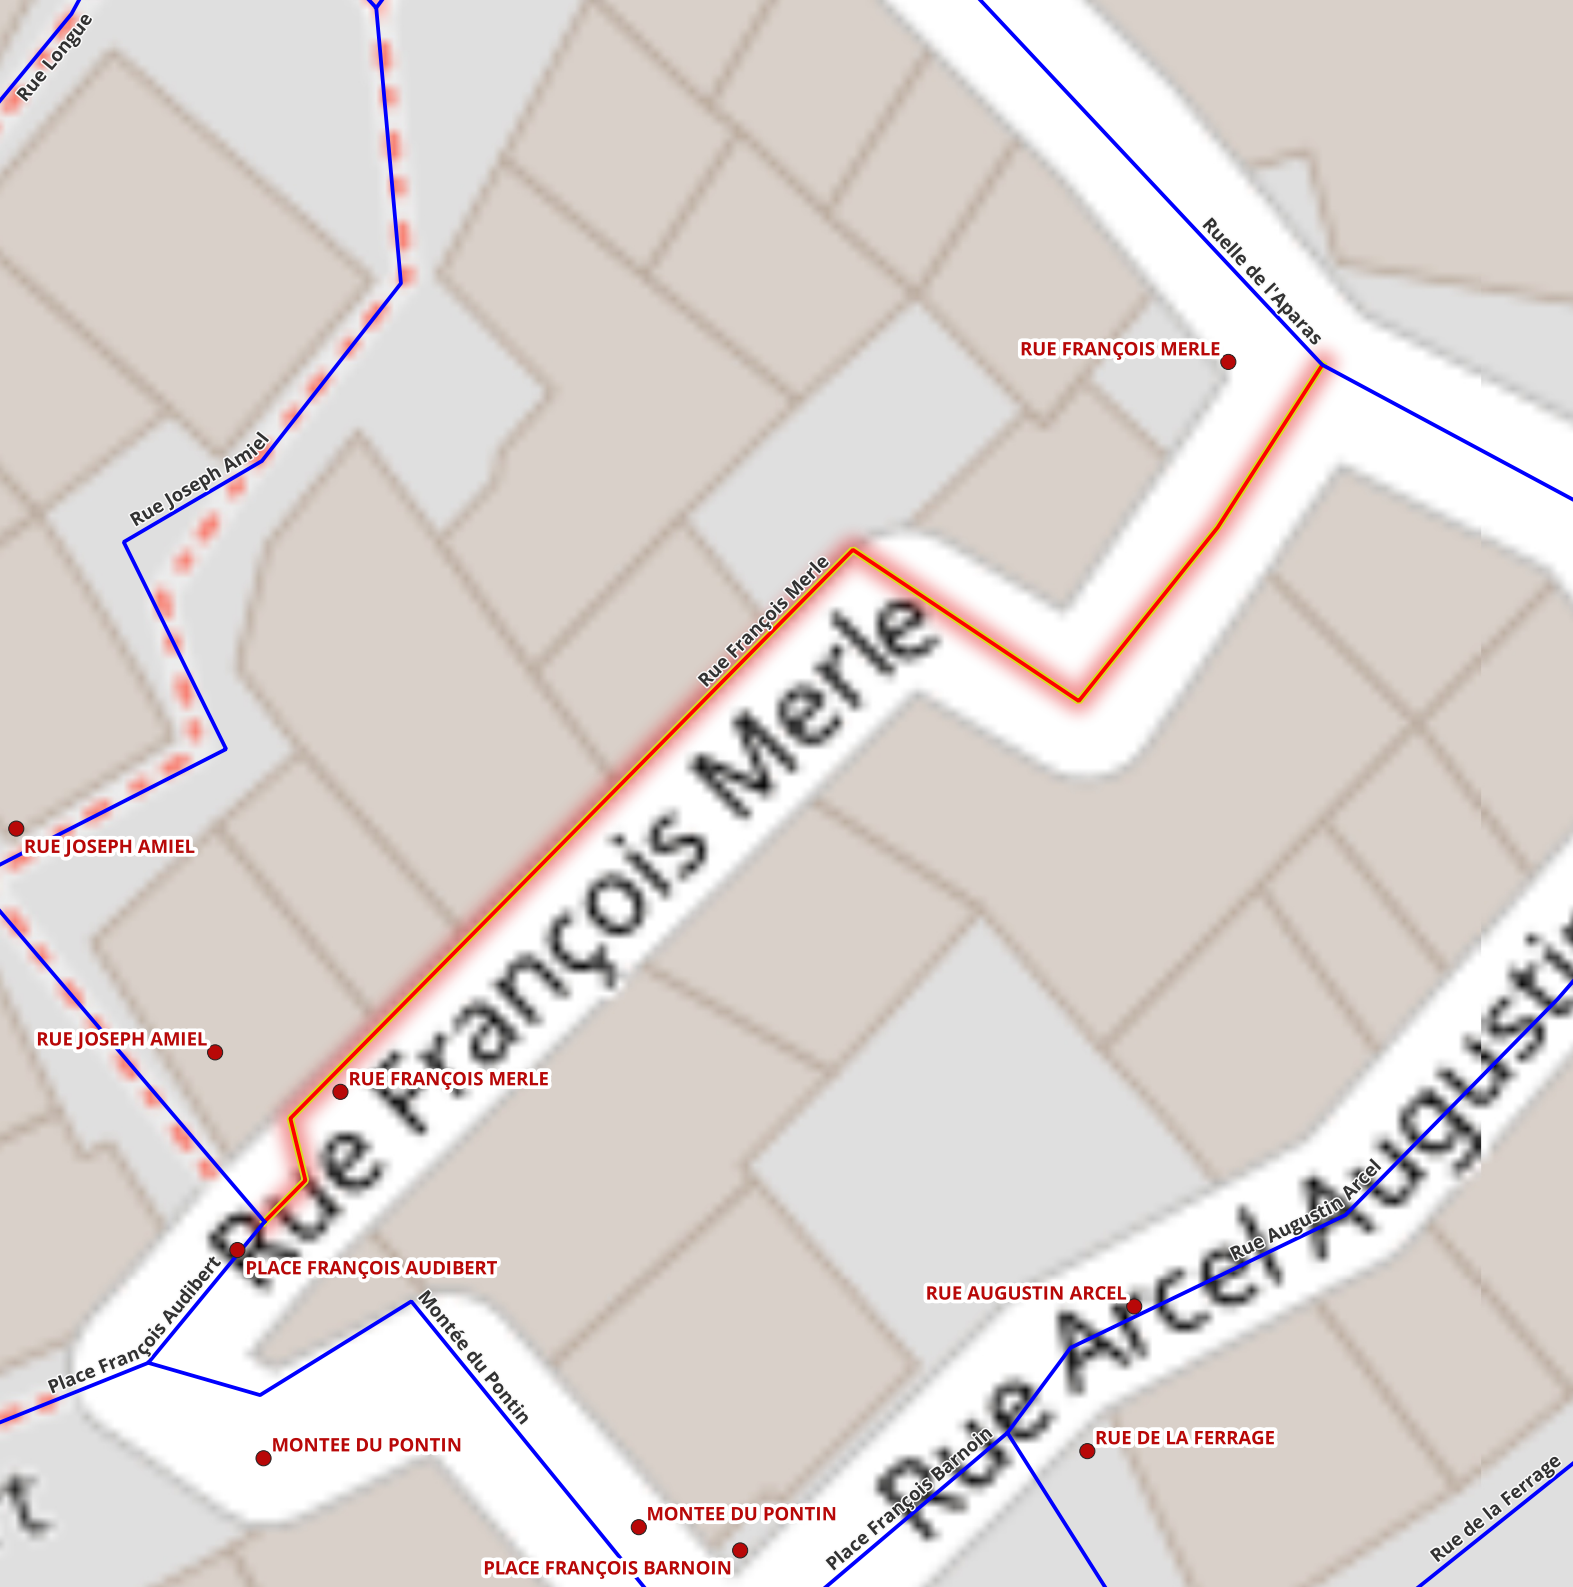 Rue Longue
Ruelle de l'Aparas
RUE FRANÇOIS MERLE
Rue Joseph Amiel
Rue François Merle
Rue François Merle
RUE JOSEPH AMIEL
RUE JOSEPH AMIEL
RUE FRANÇOIS MERLE
PLACE FRANÇOIS AUDIBERT
Place François Audibert
Montée du Pontin
Rue Augustin Arcel
RUE AUGUSTIN ARCEL
Rue Arcel Augustin
MONTEE DU PONTIN
RUE DE LA FERRAGE
Place François Barnoin
MONTEE DU PONTIN
PLACE FRANÇOIS BARNOIN
Rue de la Ferrage